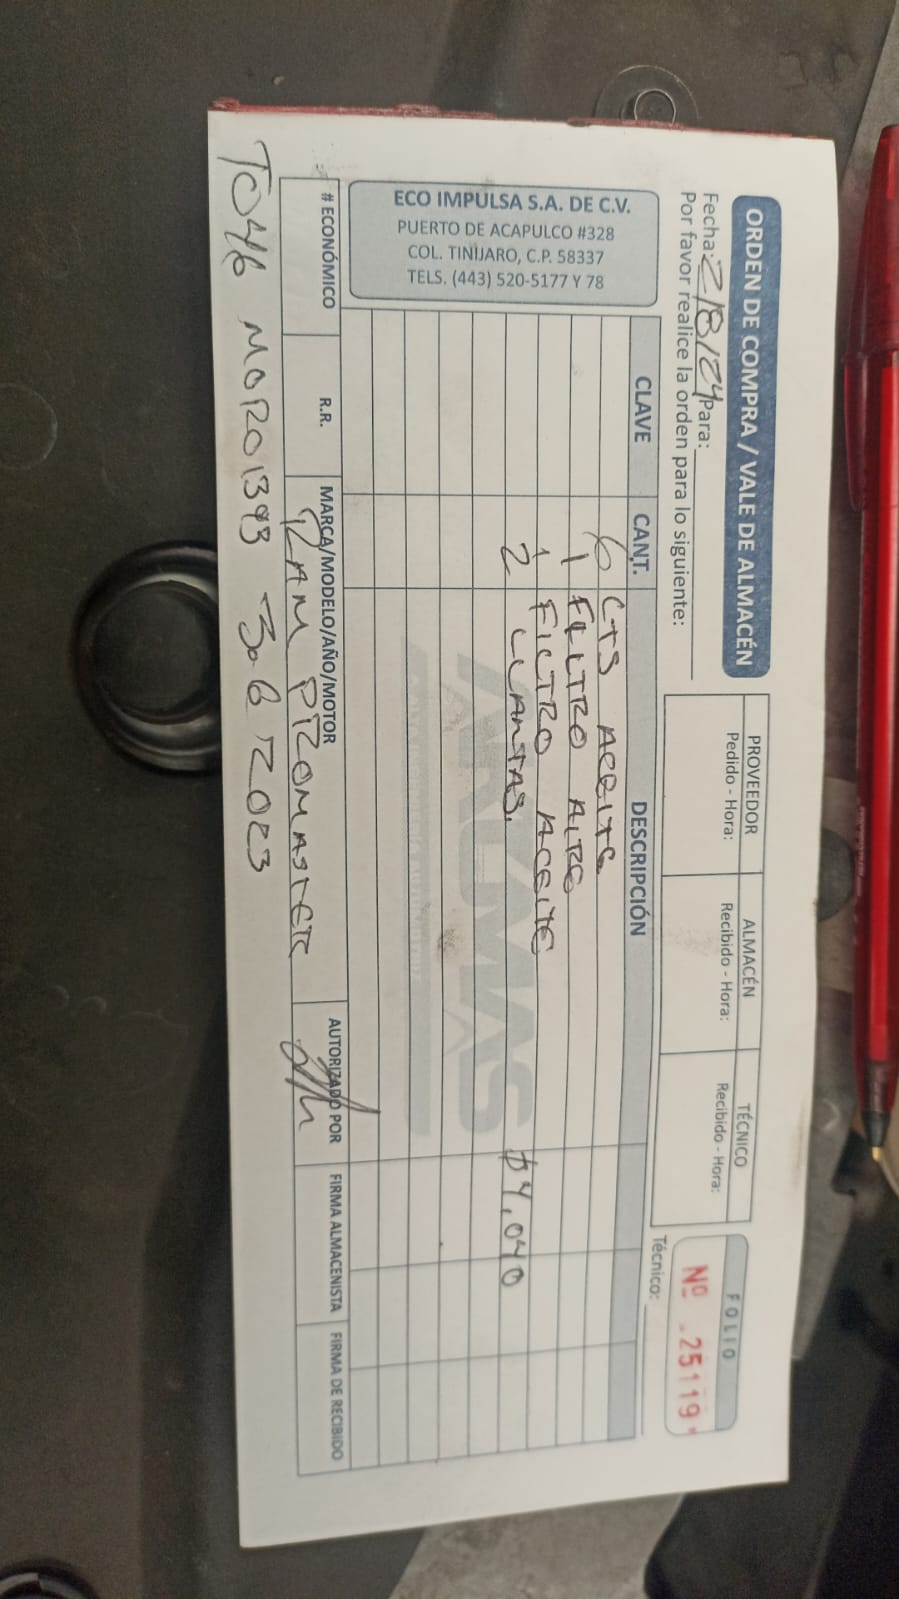 ORDEN DE COMPRA / VALE DE ALMACÉN
Fecha: 2/8/24 Para:
Por favor realice la orden para lo siguiente:
PROVEEDOR ALMACÉN TÉCNICO
Pedido - Hora: Recibido - Hora: Recibido - Hora:
FOLIO
Nº 25119
Técnico:
ECO IMPULSA S.A. DE C.V.
PUERTO DE ACAPULCO #328
COL. TINIJARO, C.P. 58337
TELS. (443) 520-5177 Y 78
CLAVE CANT. DESCRIPCIÓN
6 LTS ACEITE
1 FILTRO AIRE
1 FILTRO ACEITE
2 LLANTAS. $4,040
# ECONÓMICO R.R. MARCA/MODELO/AÑO/MOTOR AUTORIZADO POR FIRMA ALMACENISTA FIRMA DE RECIBIDO
RAM PROMASTER
TO46 MOR01393 3.6 2023